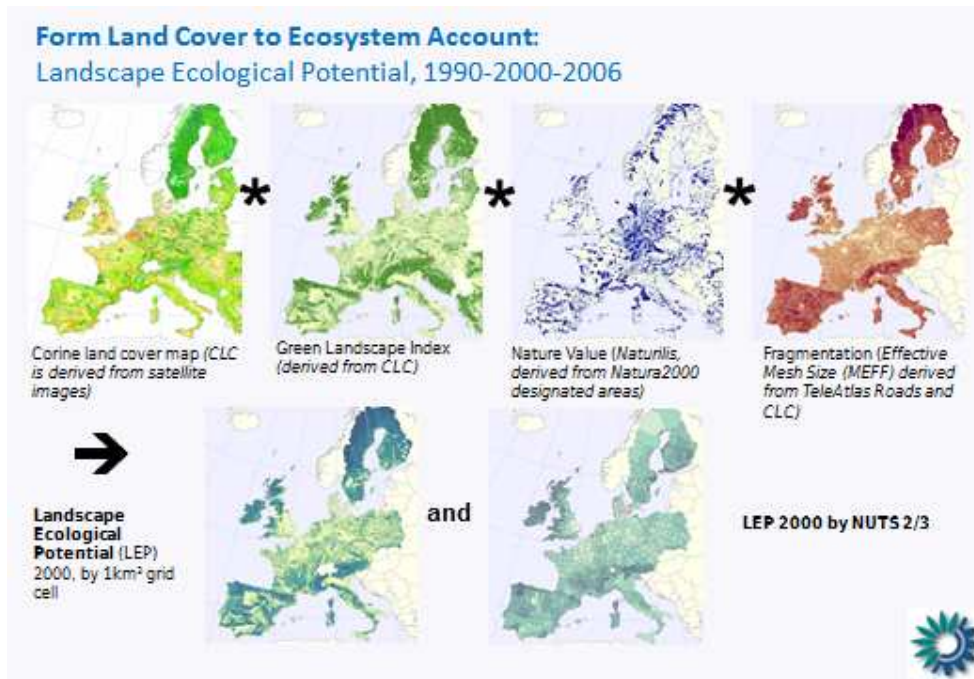 Form Land Cover to Ecosystem Account:
Landscape Ecological Potential, 1990-2000-2006
*
*
*
Corine land cover map (CLC
is derived from satellite
images)
Green Landscape Index
(derived from CLC)
Nature Value (Naturilis,
derived from Natura2000
designated areas)
Fragmentation (Effective
Mesh Size (MEFF) derived
from TeleAtlas Roads and
CLC)
Landscape
Ecological
Potential (LEP)
2000, by 1km² grid
cell
and
LEP 2000 by NUTS 2/3